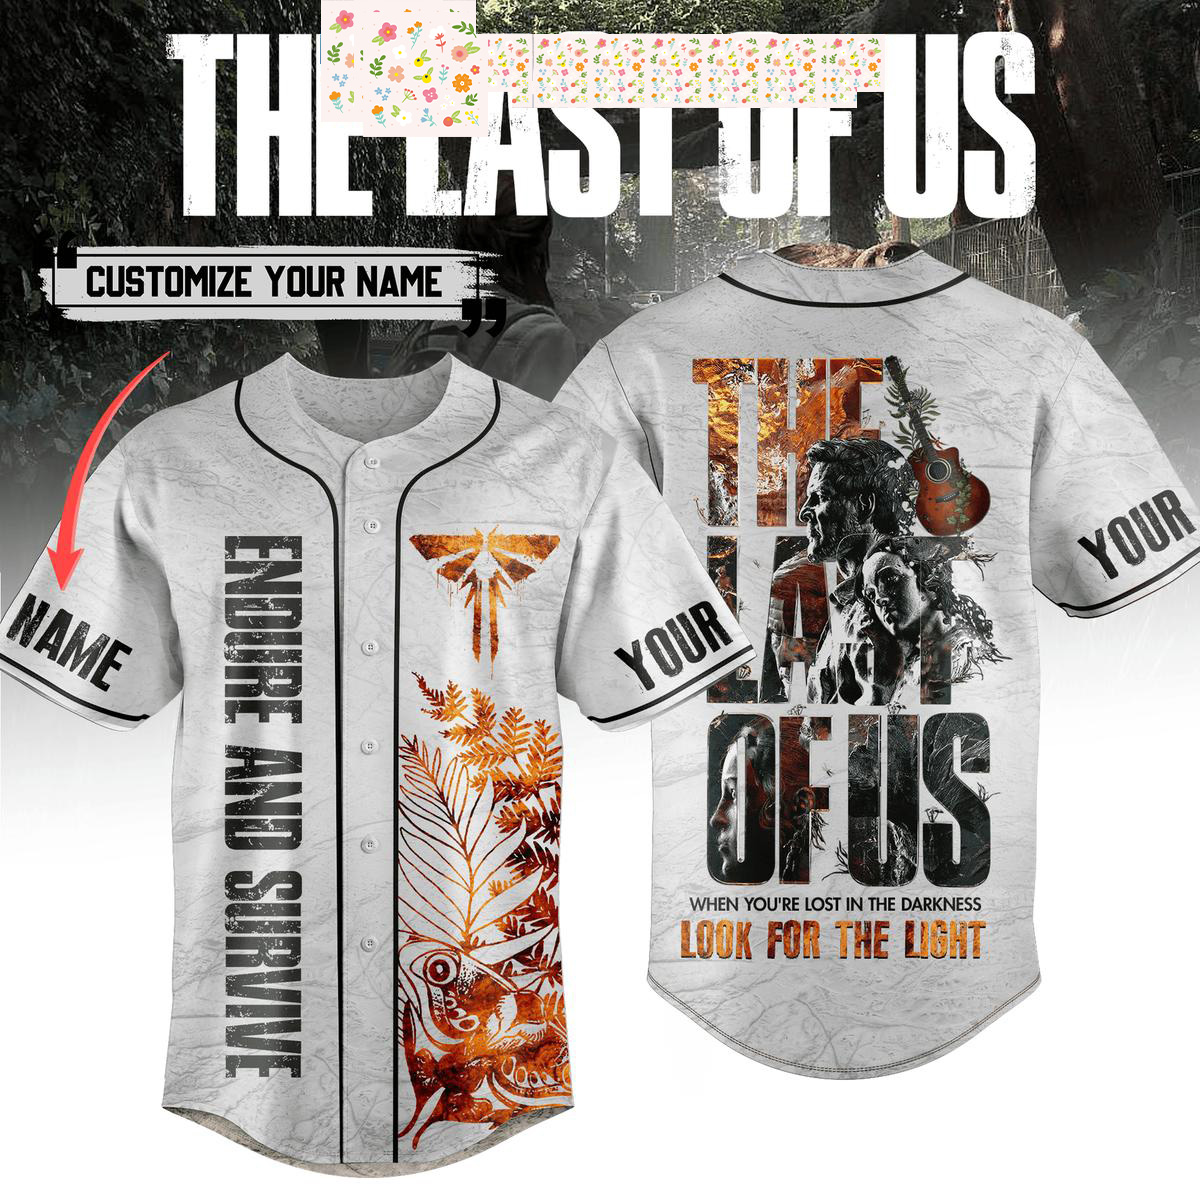 THE LAST OF US
“ CUSTOMIZE YOUR NAME ”
NAME
YOUR
ENDURE AND SURVIVE
YOUR
THE
LAST
OF US
WHEN YOU'RE LOST IN THE DARKNESS
LOOK FOR THE LIGHT